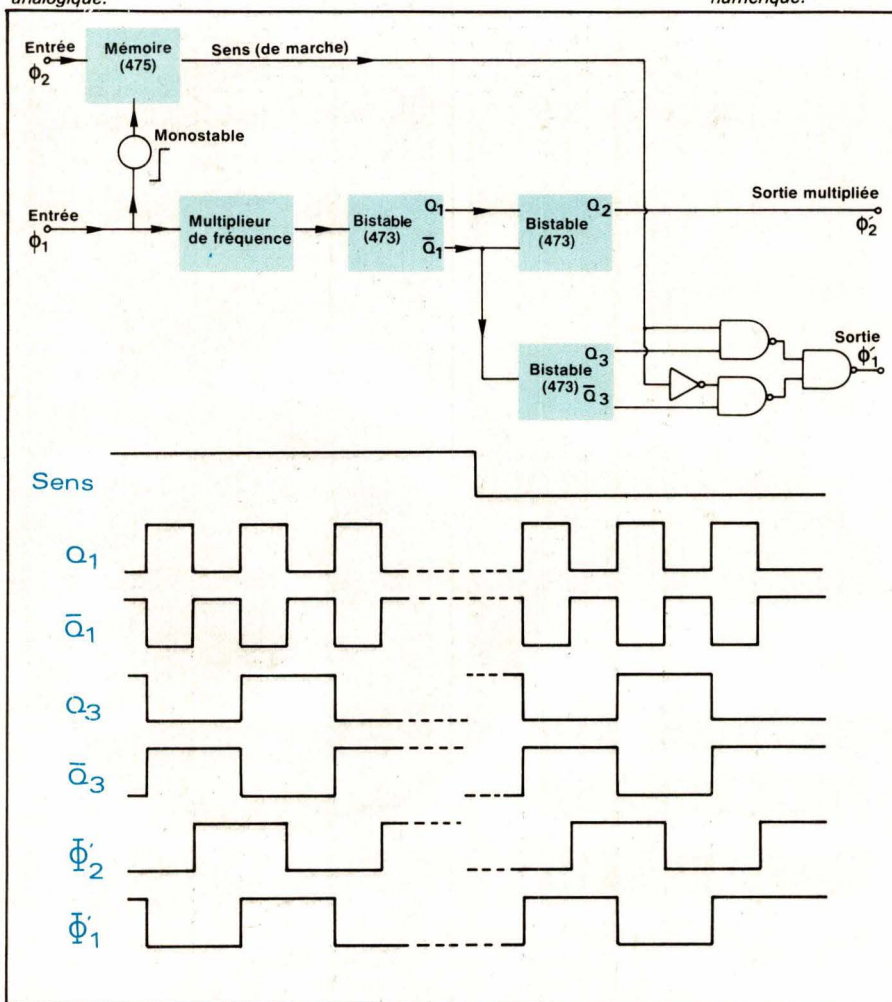 analogique.
numérique.
Entrée
Φ2
Mémoire
(475)
Sens (de marche)
Monostable
Entrée
Φ1
Multiplieur
de fréquence
Bistable
(473)
Q1
Q̅1
Bistable
(473)
Q2
Sortie multipliée
Φ'2
Bistable
(473)
Q3
Q̅3
Sortie
Φ'1
Sens
Q1
Q̅1
Q3
Q̅3
Φ'2
Φ'1